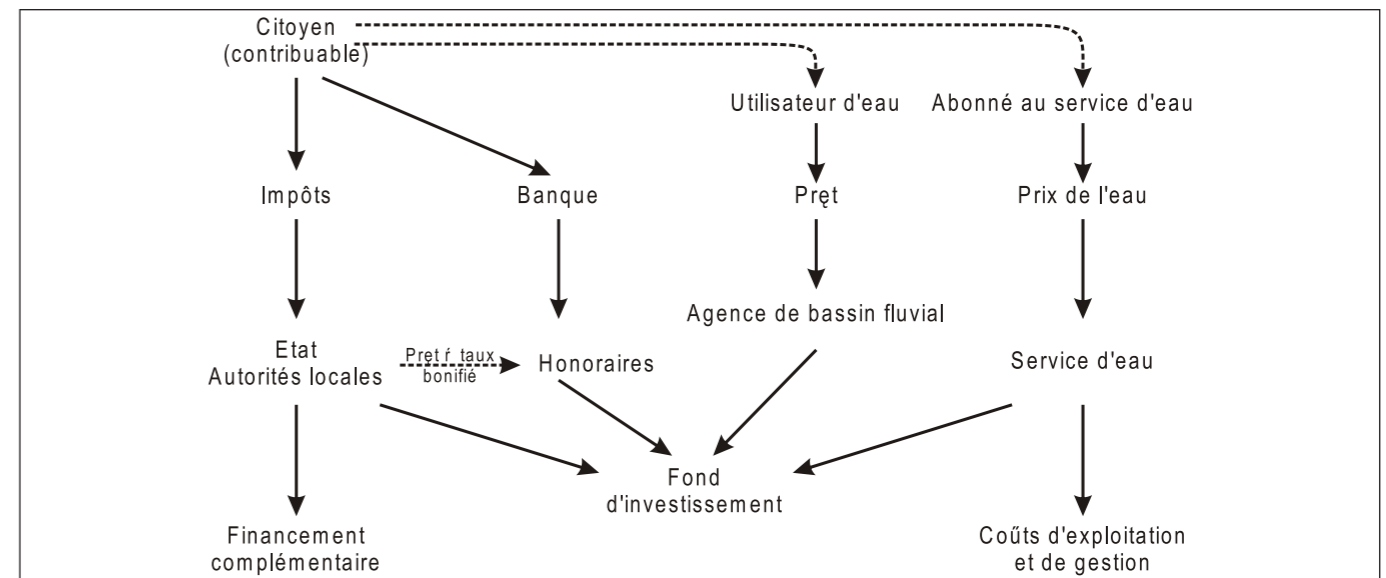 Citoyen
(contribuable)
Utilisateur d'eau
Abonné au service d'eau
Impôts
Banque
Pręt
Prix de l'eau
Agence de bassin fluvial
Etat
Autorités locales
Pręt ŕ taux
bonifié
Honoraires
Service d'eau
Fond
d'investissement
Financement
complémentaire
Coűts d'exploitation
et de gestion